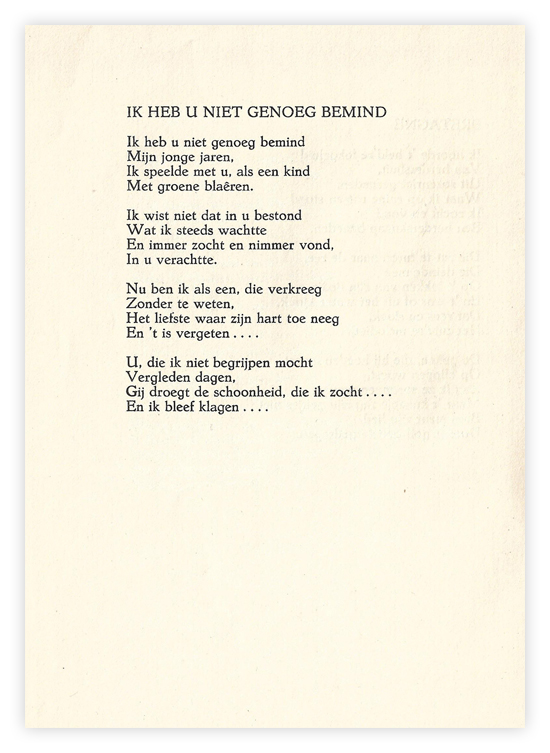 IK HEB U NIET GENOEG BEMIND
Ik heb u niet genoeg bemind
Mijn jonge jaren,
Ik speelde met u, als een kind
Met groene blaêren.
Ik wist niet dat in u bestond
Wat ik steeds wachtte
En immer zocht en nimmer vond,
In u verachtte.
Nu ben ik als een, die verkreeg
Zonder te weten,
Het liefste waar zijn hart toe neeg
En 't is vergeten . . . .
U, die ik niet begrijpen mocht
Vergleden dagen,
Gij droegt de schoonheid, die ik zocht . . . .
En ik bleef klagen . . . .